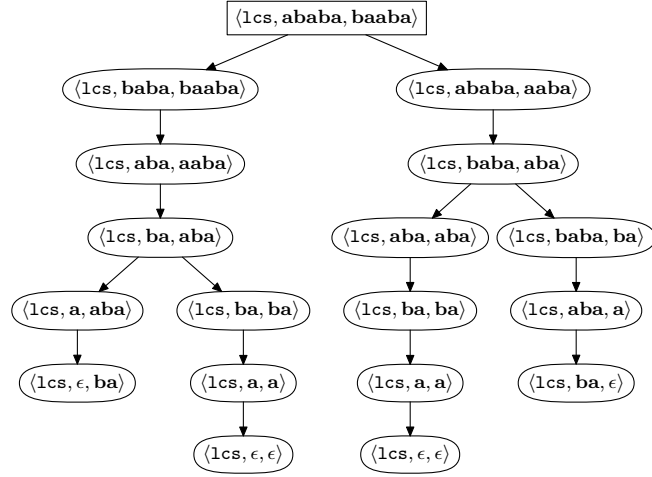 ⟨lcs, ababa, baaba⟩
⟨lcs, baba, baaba⟩ ⟨lcs, ababa, aaba⟩
⟨lcs, aba, aaba⟩ ⟨lcs, baba, aba⟩
⟨lcs, ba, aba⟩ ⟨lcs, aba, aba⟩ ⟨lcs, baba, ba⟩
⟨lcs, a, aba⟩ ⟨lcs, ba, ba⟩ ⟨lcs, ba, ba⟩ ⟨lcs, aba, a⟩
⟨lcs, ϵ, ba⟩ ⟨lcs, a, a⟩ ⟨lcs, a, a⟩ ⟨lcs, ba, ϵ⟩
⟨lcs, ϵ, ϵ⟩ ⟨lcs, ϵ, ϵ⟩